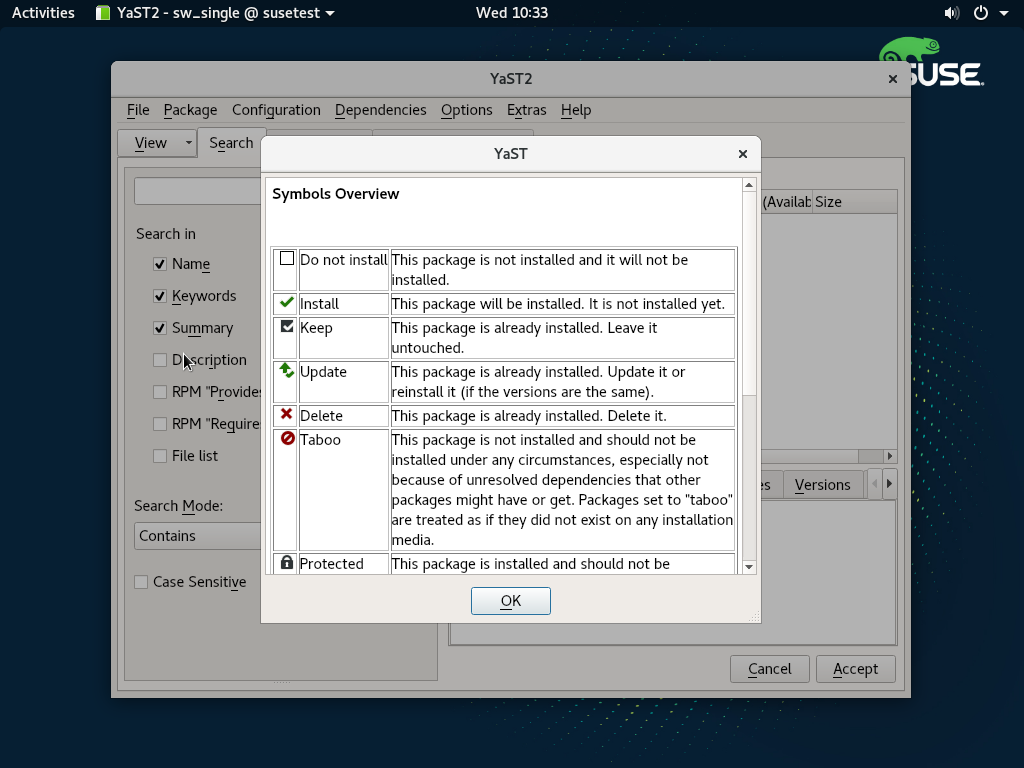 Activities
YaST2 - sw_single @ susetest
Wed 10:33
SUSE
YaST2
File Package Configuration Dependencies Options Extras Help
View
Search
YaST
Symbols Overview
(Availab
Size
Search in
Name
Keywords
Summary
Description
RPM "Provides
RPM "Require
File list
Do not install
This package is not installed and it will not be
installed.
Install
This package will be installed. It is not installed yet.
Keep
This package is already installed. Leave it
untouched.
Update
This package is already installed. Update it or
reinstall it (if the versions are the same).
Delete
This package is already installed. Delete it.
Taboo
This package is not installed and should not be
installed under any circumstances, especially not
because of unresolved dependencies that other
packages might have or get. Packages set to "taboo"
are treated as if they did not exist on any installation
media.
Protected
This package is installed and should not be
es
Versions
Search Mode:
Contains
Case Sensitive
OK
Cancel
Accept